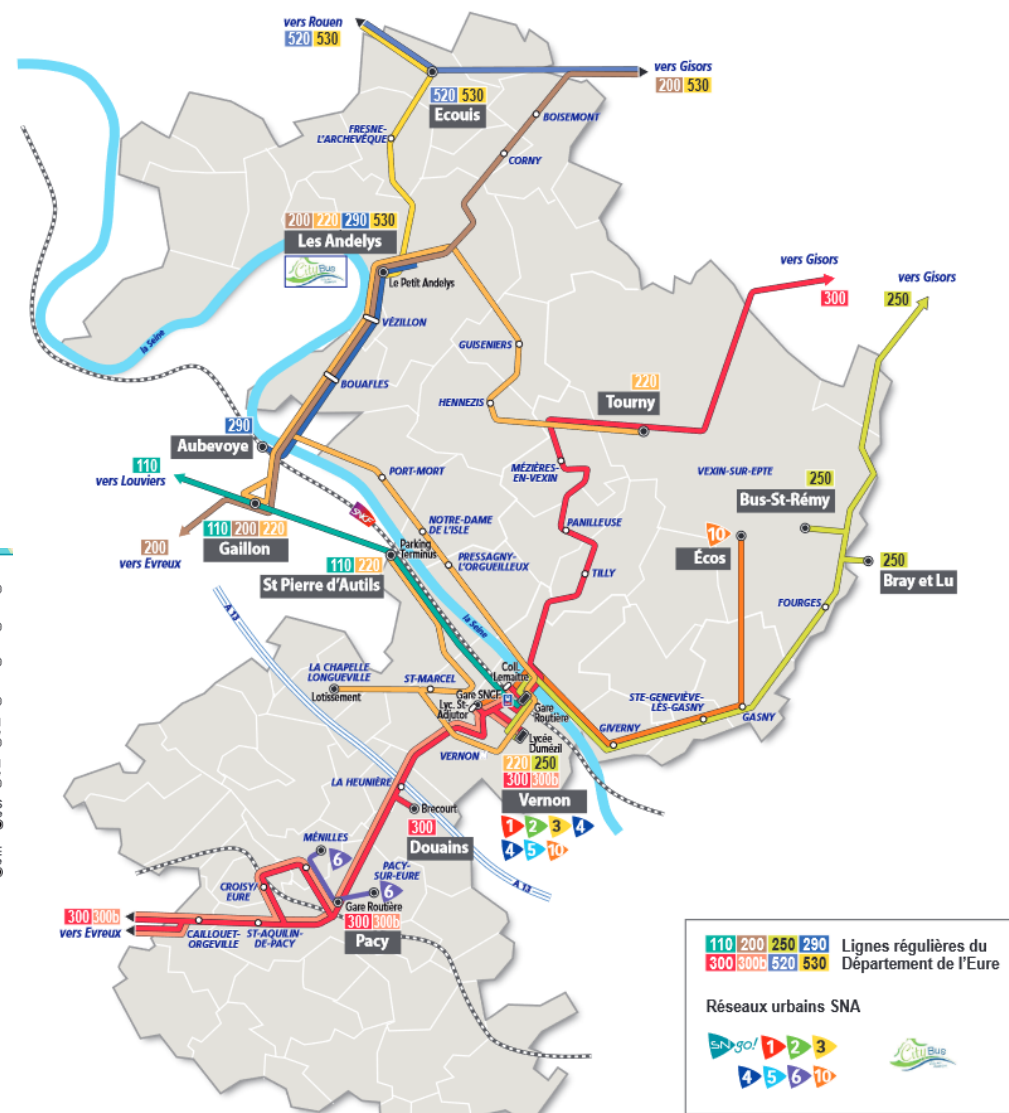 vers Rouen
520 530
vers Gisors
200 530
520 530
Ecouis
BOISEMONT
FRESNE-
L'ARCHEVÊQUE
CORNY
200 220 290 530
Les Andelys
City Bus
Le Petit Andelys
vers Gisors
300
vers Gisors
250
la Seine
VÉZILLON
GUISENIERS
BOUAFLES
HENNEZIS
220
Tourny
290
Aubevoye
110
vers Louviers
PORT-MORT
MÉZIÈRES-
EN-VEXIN
VEXIN-SUR-EPTE
250
Bus-St-Rémy
SNCF
NOTRE-DAME
DE L'ISLE
PANILLEUSE
10
Écos
110 200 220
Gaillon
200
vers Evreux
Parking
Terminus
110 220
St Pierre d'Autils
PRESSAGNY-
L'ORGUEILLEUX
TILLY
250
Bray et Lu
A 13
la Seine
FOURGES
LA CHAPELLE
LONGUEVILLE
Lotissement
ST-MARCEL
Coll.
Lemaitre
Gare SNCF
Lyc. St-
Adjutor
Gare
Routière
STE-GENEVIÈVE-
LÈS-GASNY
GASNY
GIVERNY
Lycée
Dumézil
VERNON
220 250
300 300b
Vernon
1 2 3 4
4 5 10
LA HEUNIÈRE
Brecourt
300
Douains
A 13
MÉNILLES
6
PACY-
SUR-EURE
6
CROISY/
EURE
Gare Routière
300 300b
Pacy
300 300b
vers Evreux
CAILLOUET-
ORGEVILLE
ST-AQUILIN-
DE-PACY
110 200 250 290 Lignes régulières du
300 300b 520 530 Département de l'Eure
Réseaux urbains SNA
SN go! 1 2 3
4 5 6 10
City Bus